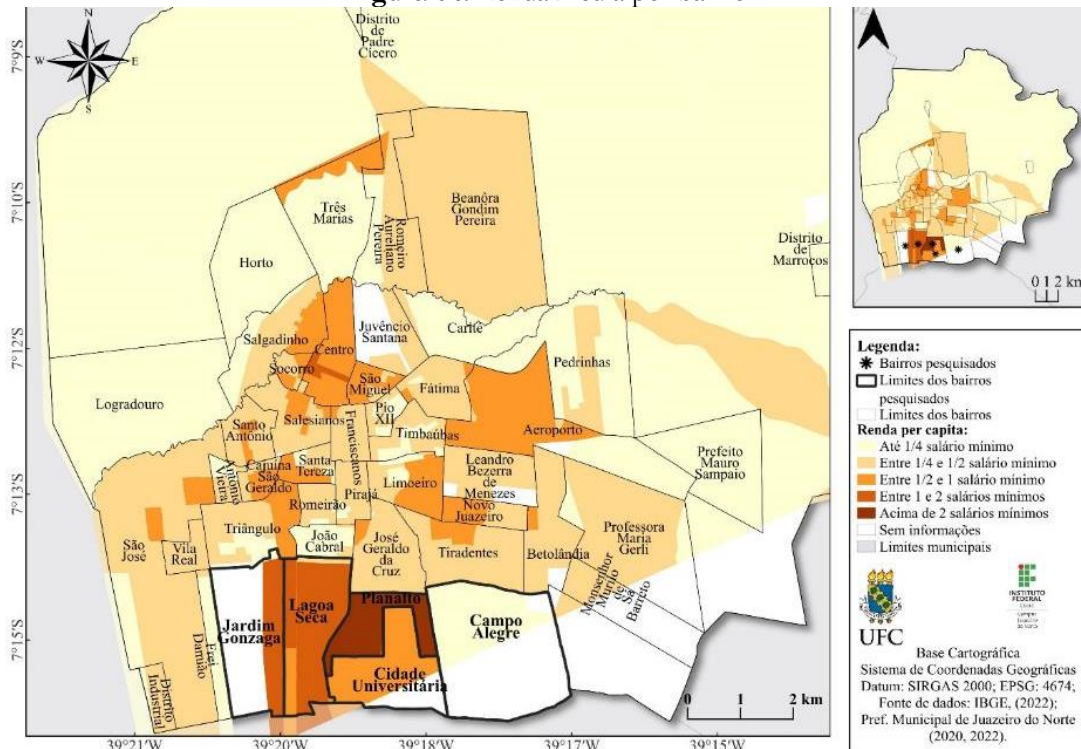 Distrito
de
Padre
Cícero
N
W
E
S
7°9'S
7°10'S
7°12'S
7°13'S
7°15'S
Beanôra
Gondim
Pereira
Três
Marias
Romeiro
Aureliano
Pereira
Horto
Distrito
de
Marrocos
Juvêncio
Santana
Carité
Salgadinho
Centro
Pedrinhas
Socorro
São
Miguel
Fátima
Logradouro
Pio
XII
Salesianos
Franciscanos
Santo
Antônio
Timbaúbas
Aeroporto
Prefeito
Mauro
Sampaio
Santa
Tereza
Leandro
Bezerra
de
Menezes
Antônio
Vieira
Carjuína
São
Geraldo
Limoeiro
Pirajá
Romeirão
Novo
Juazeiro
Triângulo
Professora
Maria
Gerli
São
José
Vila
Real
João
Cabral
José
Geraldo
da
Cruz
Tiradentes
Betolândia
Monsenhor
Murilo
de
Sá
Barreto
Planalto
Lagoa
Seca
Jardim
Gonzaga
Campo
Alegre
Frei
Damião
Cidade
Universitária
Distrito
Industrial
0 1 2 km
39°21'S
39°20'S
39°18'S
39°17'S
39°15'S
0 1 2 km
Legenda:
Bairros pesquisados
Limites dos bairros
pesquisados
Limites dos bairros
Renda per capita:
Até 1/4 salário mínimo
Entre 1/4 e 1/2 salário mínimo
Entre 1/2 e 1 salário mínimo
Entre 1 e 2 salários mínimos
Acima de 2 salários mínimos
Sem informações
Limites municipais
UFC
INSTITUTO
FEDERAL
Ceará
Base Cartográfica
Sistema de Coordenadas Geográficas
Datum: SIRGAS 2000; EPSG: 4674;
Fonte de dados: IBGE, (2022);
Pref. Municipal de Juazeiro do Norte
(2020, 2022).